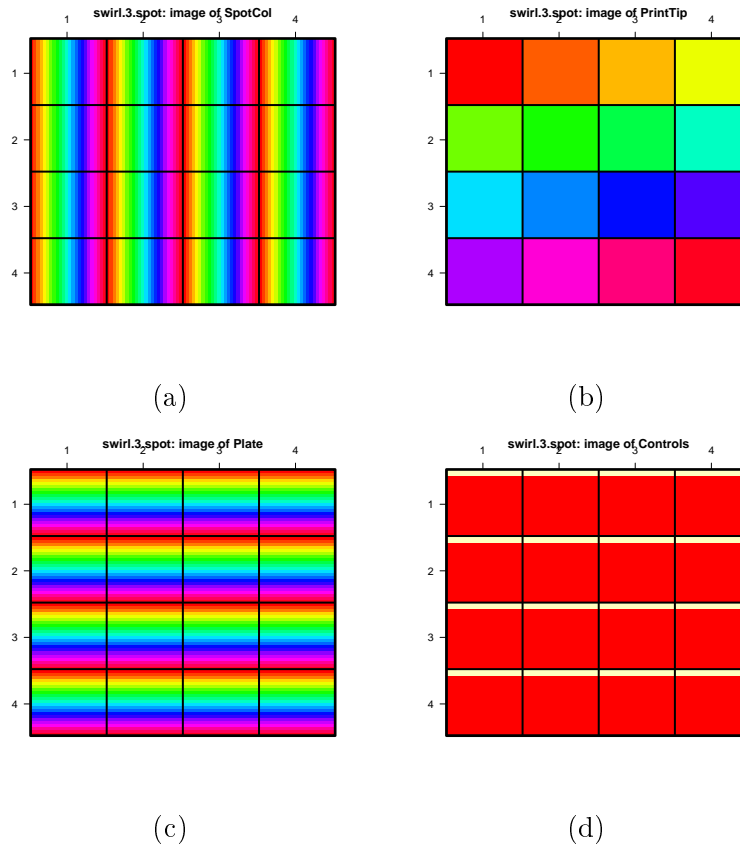 swirl.3.spot: image of SpotCol
1 2 3 4
1
2
3
4
(a)
swirl.3.spot: image of PrintTip
1 2 3 4
1
2
3
4
(b)
swirl.3.spot: image of Plate
1 2 3 4
1
2
3
4
(c)
swirl.3.spot: image of Controls
1 2 3 4
1
2
3
4
(d)